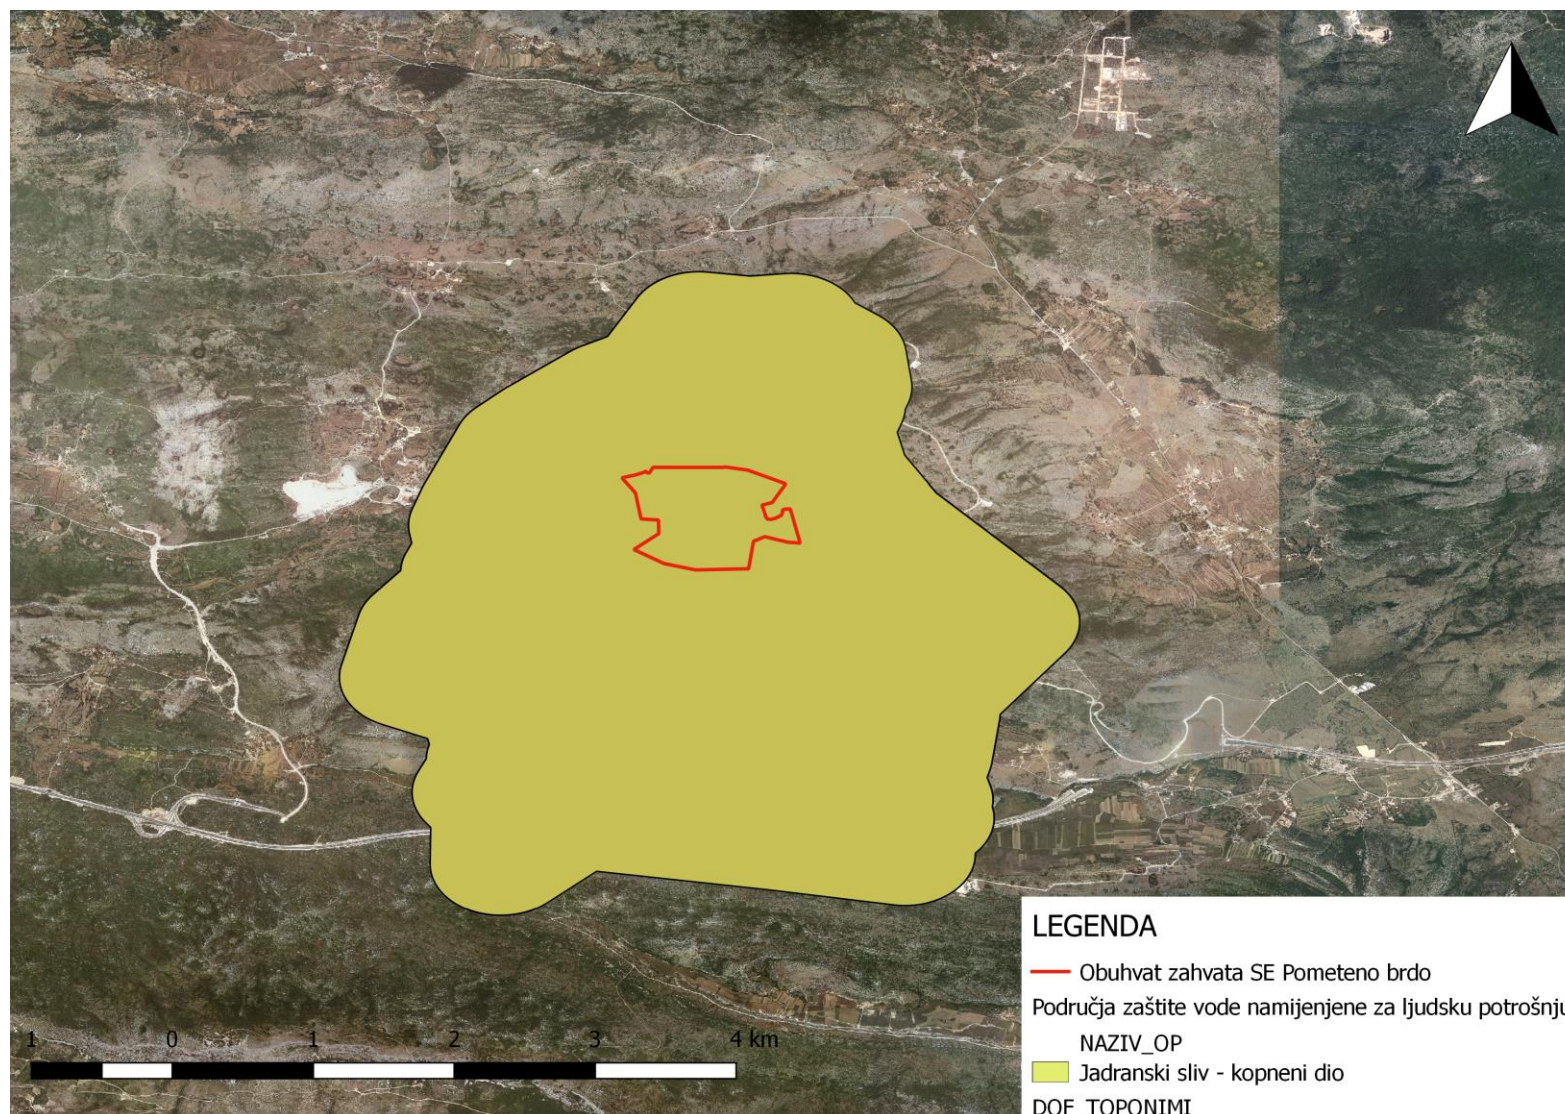 1 0 1 2 3 4 km
LEGENDA
Obuhvat zahvata SE Pometeno brdo
Područja zaštite vode namijenjene za ljudsku potrošnju
NAZIV_OP
Jadranski sliv - kopneni dio
DOF_TOPONIMI